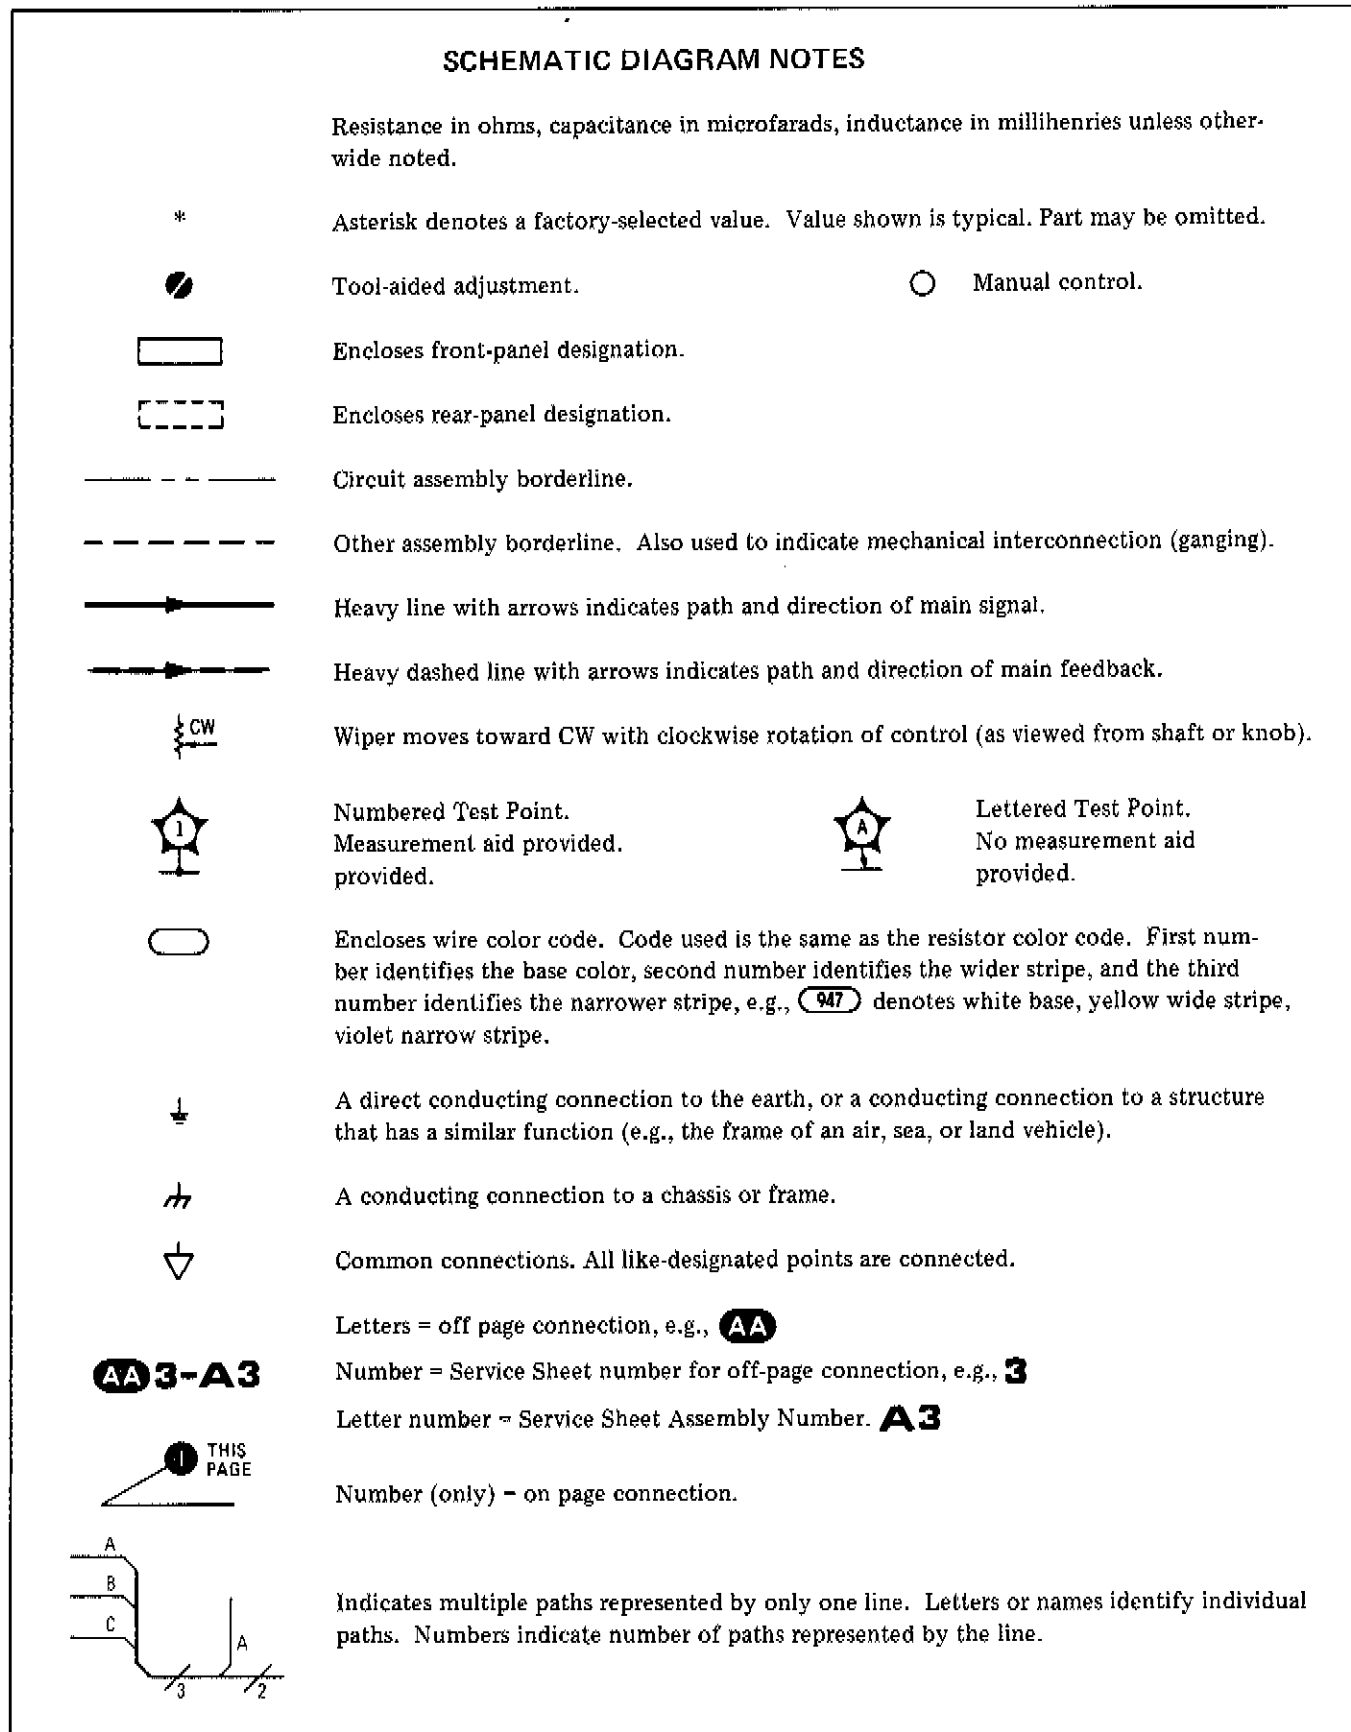 SCHEMATIC DIAGRAM NOTES
Resistance in ohms, capacitance in microfarads, inductance in millihenries unless other-
wide noted.
* Asterisk denotes a factory-selected value. Value shown is typical. Part may be omitted.
Tool-aided adjustment. Manual control.
Encloses front-panel designation.
Encloses rear-panel designation.
Circuit assembly borderline.
Other assembly borderline. Also used to indicate mechanical interconnection (ganging).
Heavy line with arrows indicates path and direction of main signal.
Heavy dashed line with arrows indicates path and direction of main feedback.
CW Wiper moves toward CW with clockwise rotation of control (as viewed from shaft or knob).
1
Numbered Test Point.
Measurement aid provided.
provided.
A
Lettered Test Point.
No measurement aid
provided.
Encloses wire color code. Code used is the same as the resistor color code. First num-
ber identifies the base color, second number identifies the wider stripe, and the third
number identifies the narrower stripe, e.g., 947 denotes white base, yellow wide stripe,
violet narrow stripe.
A direct conducting connection to the earth, or a conducting connection to a structure
that has a similar function (e.g., the frame of an air, sea, or land vehicle).
A conducting connection to a chassis or frame.
Common connections. All like-designated points are connected.
Letters = off page connection, e.g., AA
AA 3-A3 Number = Service Sheet number for off-page connection, e.g., 3
Letter number = Service Sheet Assembly Number. A3
1 THIS
PAGE
Number (only) = on page connection.
A
B
C
A
3
2
Indicates multiple paths represented by only one line. Letters or names identify individual
paths. Numbers indicate number of paths represented by the line.